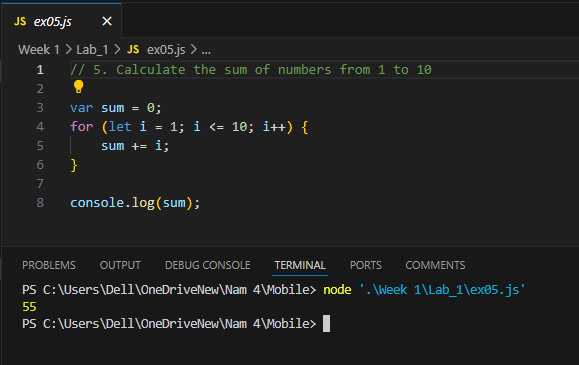 JS ex05.js ×
Week 1 > Lab_1 > JS ex05.js > ...
1 // 5. Calculate the sum of numbers from 1 to 10
2
3 var sum = 0;
4 for (let i = 1; i <= 10; i++) {
5 sum += i;
6 }
7
8 console.log(sum);
PROBLEMS OUTPUT DEBUG CONSOLE TERMINAL PORTS COMMENTS
PS C:\Users\Dell\OneDriveNew\Nam 4\Mobile> node '.\Week 1\Lab_1\ex05.js'
55
PS C:\Users\Dell\OneDriveNew\Nam 4\Mobile>